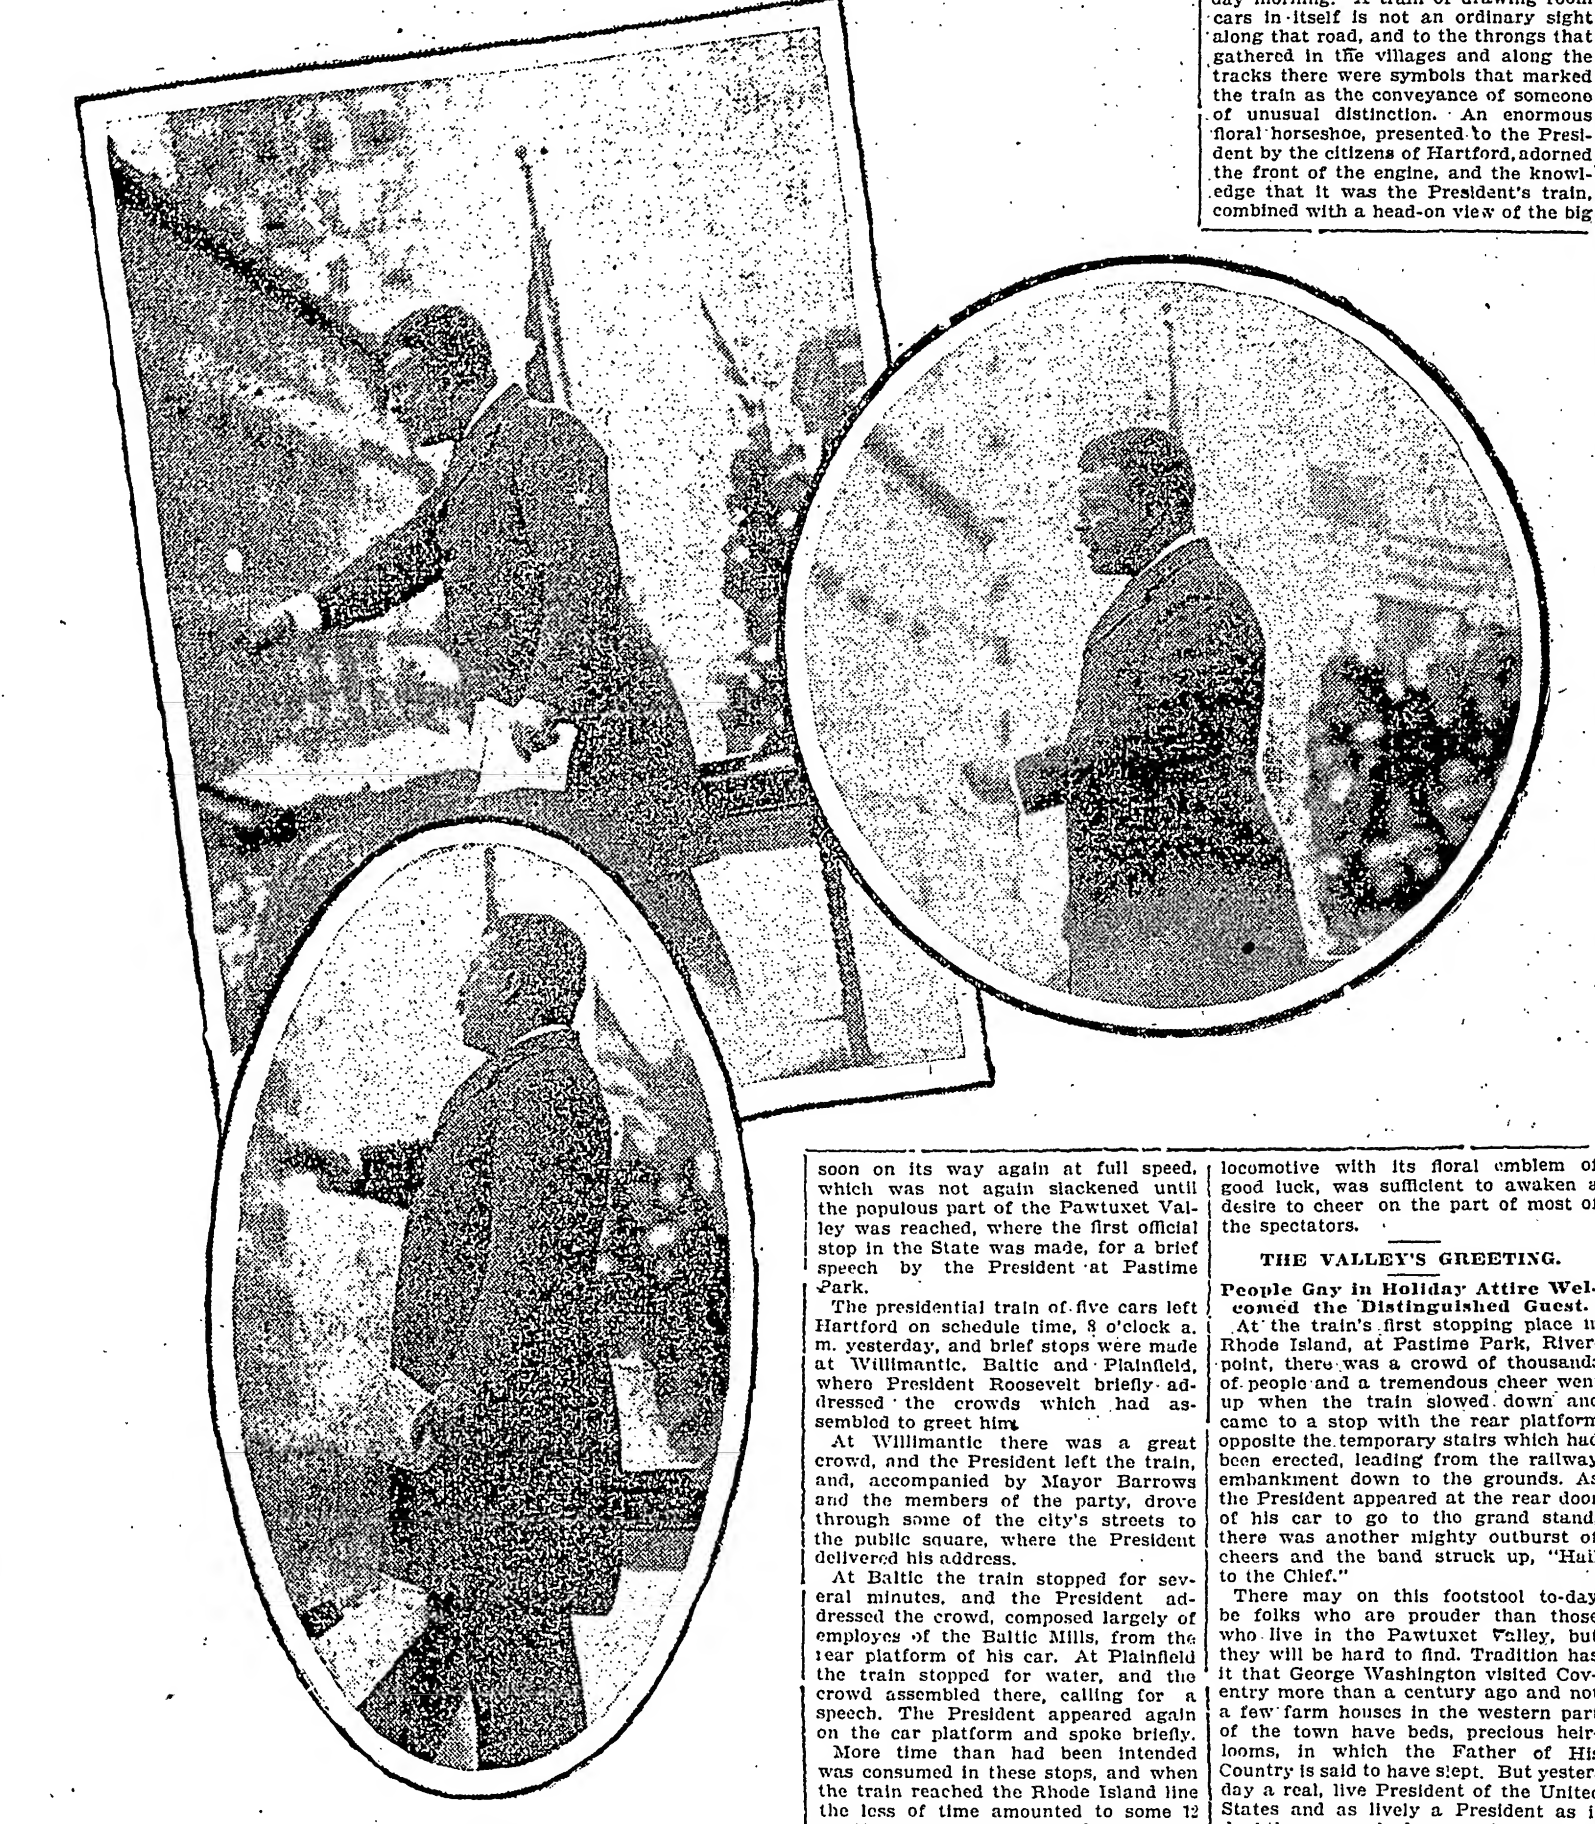 cars in itself is not an ordinary sight
along that road, and to the throngs that
gathered in the villages and along the
tracks there were symbols that marked
the train as the conveyance of someone
of unusual distinction. An enormous
floral horseshoe, presented to the Presi-
dent by the citizens of Hartford, adorned
the front of the engine, and the knowl-
edge that it was the President's train,
combined with a head-on view of the big
soon on its way again at full speed,
which was not again slackened until
the populous part of the Pawtuxet Val-
ley was reached, where the first official
stop in the State was made, for a brief
speech by the President at Pastime
Park.
The presidential train of five cars left
Hartford on schedule time, 8 o'clock a.
m. yesterday, and brief stops were made
at Willimantic, Baltic and Plainfield,
where President Roosevelt briefly ad-
dressed the crowds which had as-
sembled to greet him.
At Willimantic there was a great
crowd, and the President left the train,
and, accompanied by Mayor Barrows
and the members of the party, drove
through some of the city's streets to
the public square, where the President
delivered his address.
At Baltic the train stopped for sev-
eral minutes, and the President ad-
dressed the crowd, composed largely of
employes of the Baltic Mills, from the
rear platform of his car. At Plainfield
the train stopped for water, and the
crowd assembled there, calling for a
speech. The President appeared again
on the car platform and spoke briefly.
More time than had been intended
was consumed in these stops, and when
the train reached the Rhode Island line
the loss of time amounted to some 12
locomotive with its floral emblem of
good luck, was sufficient to awaken a
desire to cheer on the part of most of
the spectators.
THE VALLEY'S GREETING.
People Gay in Holiday Attire Wel-
comed the Distinguished Guest.
At the train's first stopping place in
Rhode Island, at Pastime Park, River-
point, there was a crowd of thousands
of people and a tremendous cheer went
up when the train slowed down and
came to a stop with the rear platform
opposite the temporary stairs which had
been erected, leading from the railway
embankment down to the grounds. As
the President appeared at the rear door
of his car to go to the grand stand,
there was another mighty outburst of
cheers and the band struck up, "Hail
to the Chief."
There may on this footstool to-day
be folks who are prouder than those
who live in the Pawtuxet Valley, but
they will be hard to find. Tradition has
it that George Washington visited Cov-
entry more than a century ago and not
a few farm houses in the western part
of the town have beds, precious heir-
looms, in which the Father of His
Country is said to have slept. But yester-
day a real, live President of the United
States and as lively a President as